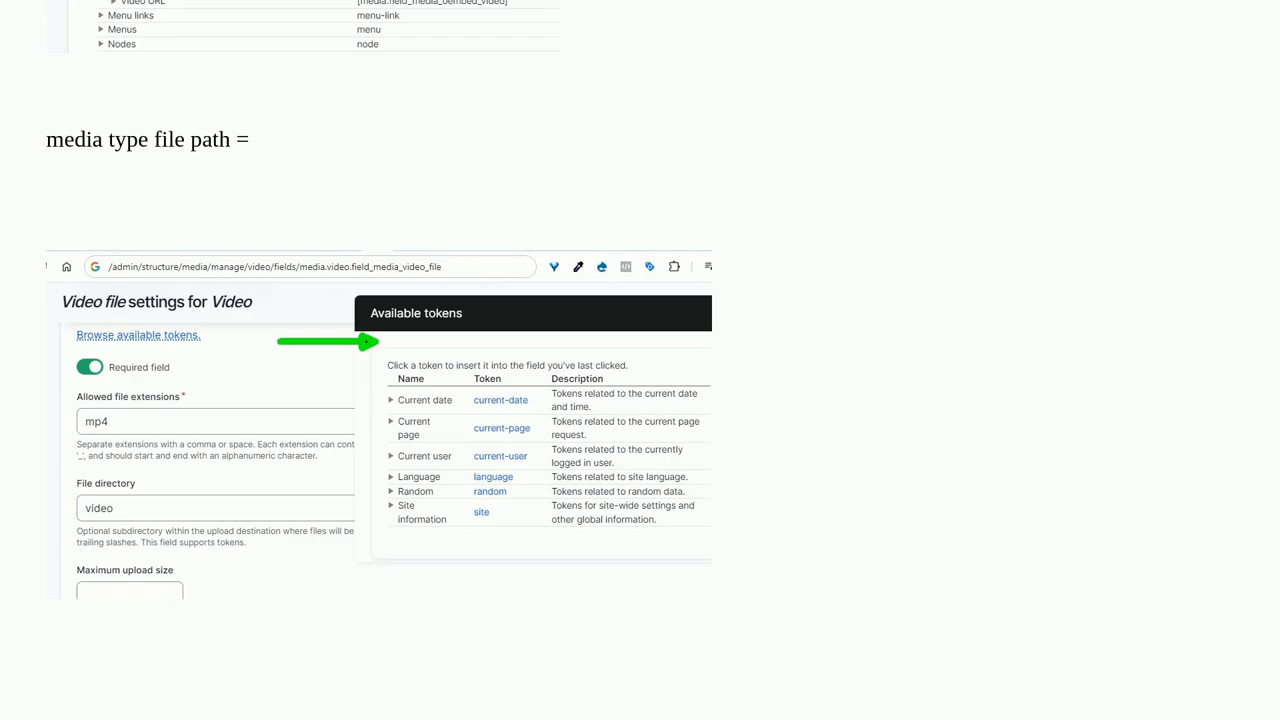 Video URL [media:field_media_oembed_video]
Menu links menu-link
Menus menu
Nodes node
media type file path =
/admin/structure/media/manage/video/fields/media.video.field_media_video_file
Video file settings for Video
Available tokens
Browse available tokens.
Required field
Click a token to insert it into the field you've last clicked.
Name Token Description
Allowed file extensions*
mp4
Separate extensions with a comma or space. Each extension can cont
'_', and should start and end with an alphanumeric character.
File directory
video
Optional subdirectory within the upload destination where files will be
trailing slashes. This field supports tokens.
Maximum upload size
Current date current-date Tokens related to the current date
and time.
Current
page current-page Tokens related to the current page
request.
Current user current-user Tokens related to the currently
logged in user.
Language language Tokens related to site language.
Random random Tokens related to random data.
Site
information site Tokens for site-wide settings and
other global information.